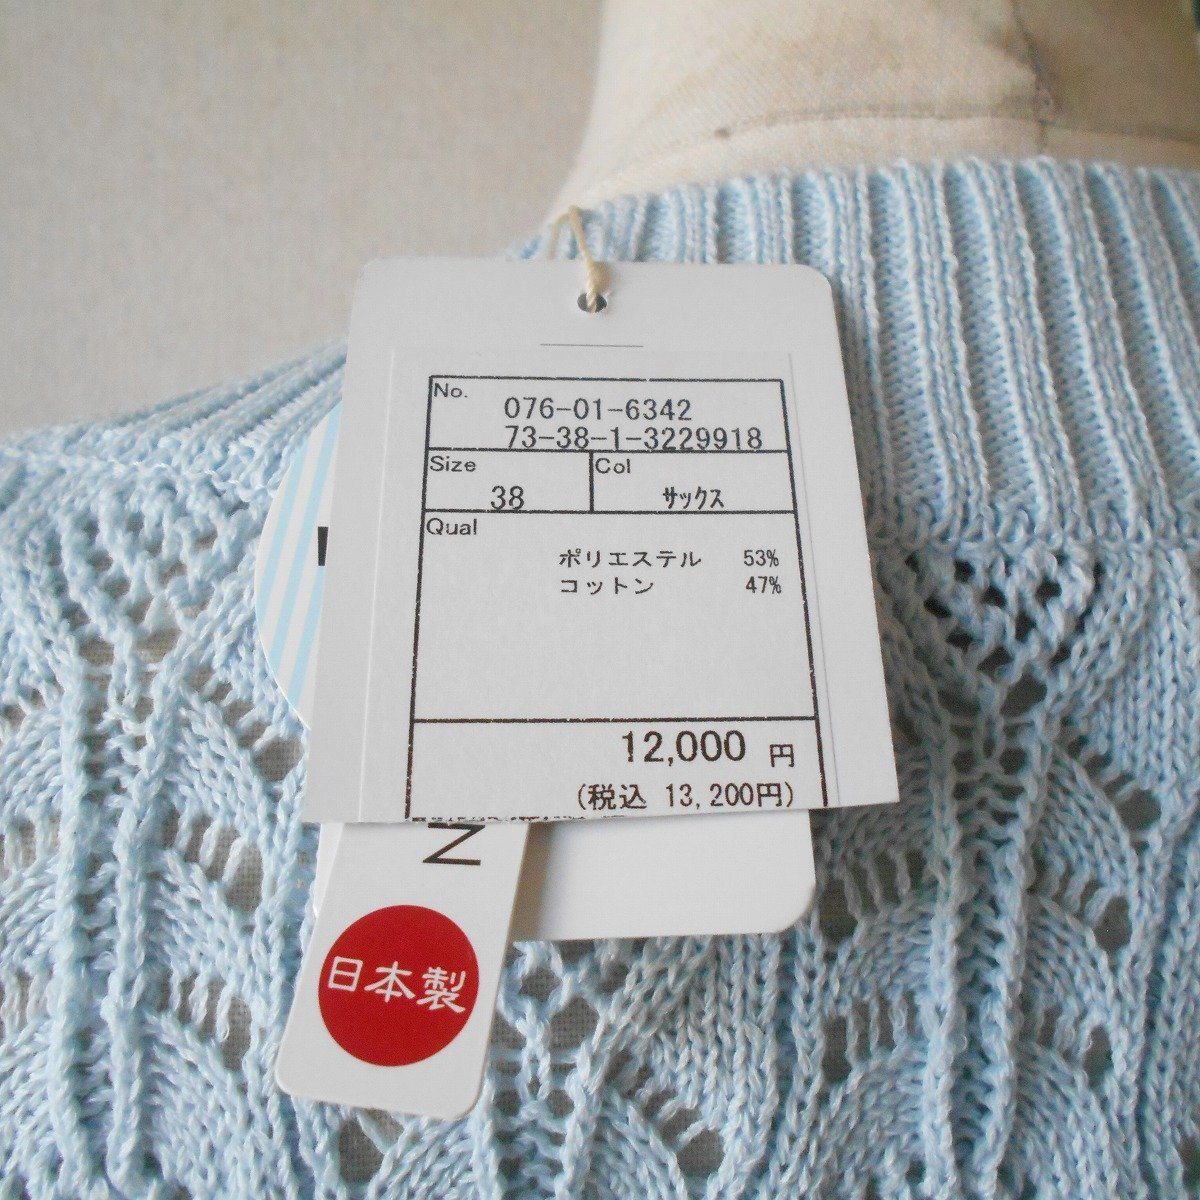 No.
076-01-6342
73-38-1-3229918
Size
38
Col
サックス
Qual
ポリエステル 53%
コットン 47%
12,000 円
(税込 13,200円)
N
日本製